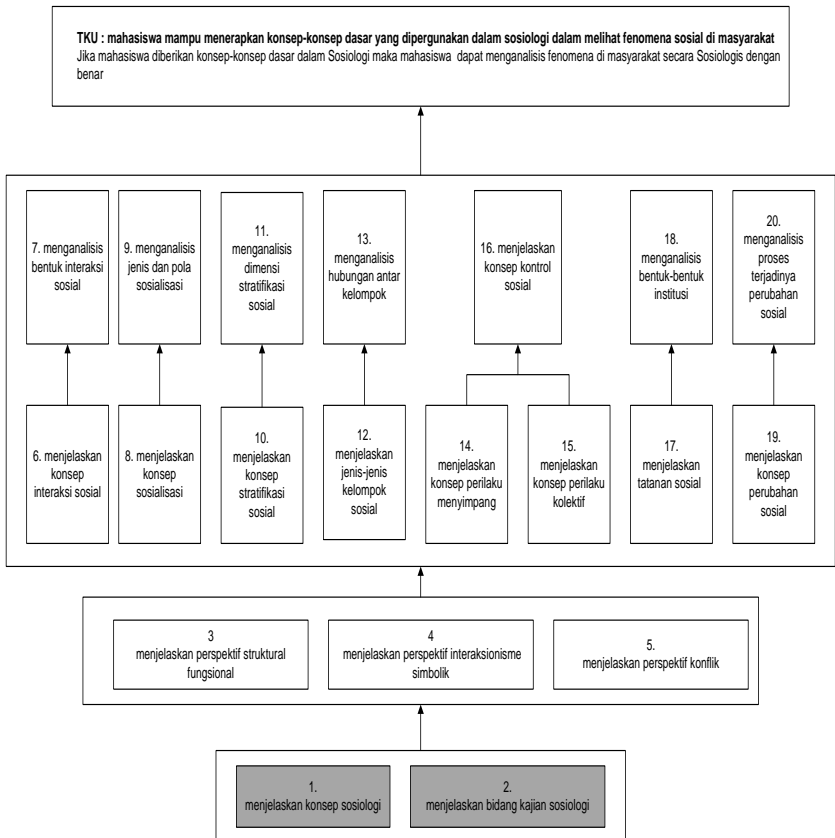 TKU : mahasiswa mampu menerapkan konsep-konsep dasar yang dipergunakan dalam sosiologi dalam melihat fenomena sosial di masyarakat
Jika mahasiswa diberikan konsep-konsep dasar dalam Sosiologi maka mahasiswa dapat menganalisis fenomena di masyarakat secara Sosiologis dengan
benar
7. menganalisis
bentuk interaksi
sosial
9. menganalisis
jenis dan pola
sosialisasi
11.
menganalisis
dimensi
stratifikasi
sosial
13.
menganalisis
hubungan antar
kelompok
16. menjelaskan
konsep kontrol
sosial
18.
menganalisis
bentuk-bentuk
institusi
20.
menganalisis
proses
terjadinya
perubahan
sosial
6. menjelaskan
konsep
interaksi sosial
8. menjelaskan
konsep
sosialisasi
10.
menjelaskan
konsep
stratifikasi
sosial
12.
menjelaskan
jenis-jenis
kelompok
sosial
14.
menjelaskan
konsep perilaku
menyimpang
15.
menjelaskan
konsep perilaku
kolektif
17.
menjelaskan
tatanan sosial
19.
menjelaskan
konsep
perubahan
sosial
3
menjelaskan perspektif struktural
fungsional
4
menjelaskan perspektif interaksionisme
simbolik
5.
menjelaskan perspektif konflik
1.
menjelaskan konsep sosiologi
2.
menjelaskan bidang kajian sosiologi